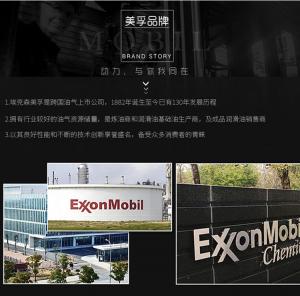 MOBIL
美孚品牌
BRAND STORY
动力，与你我同在
1.埃克森美孚是跨国油气上市公司，1882年诞生至今已有130年发展历程
2.拥有行业较好的油气资源储量，是炼油商和润滑油基础油生产商，及成品润滑油销售商
3.以其良好性能和不断的技术创新享誉盛名，备受众多消费者的青睐
ExxonMobil
ExxonMobil
Chemical